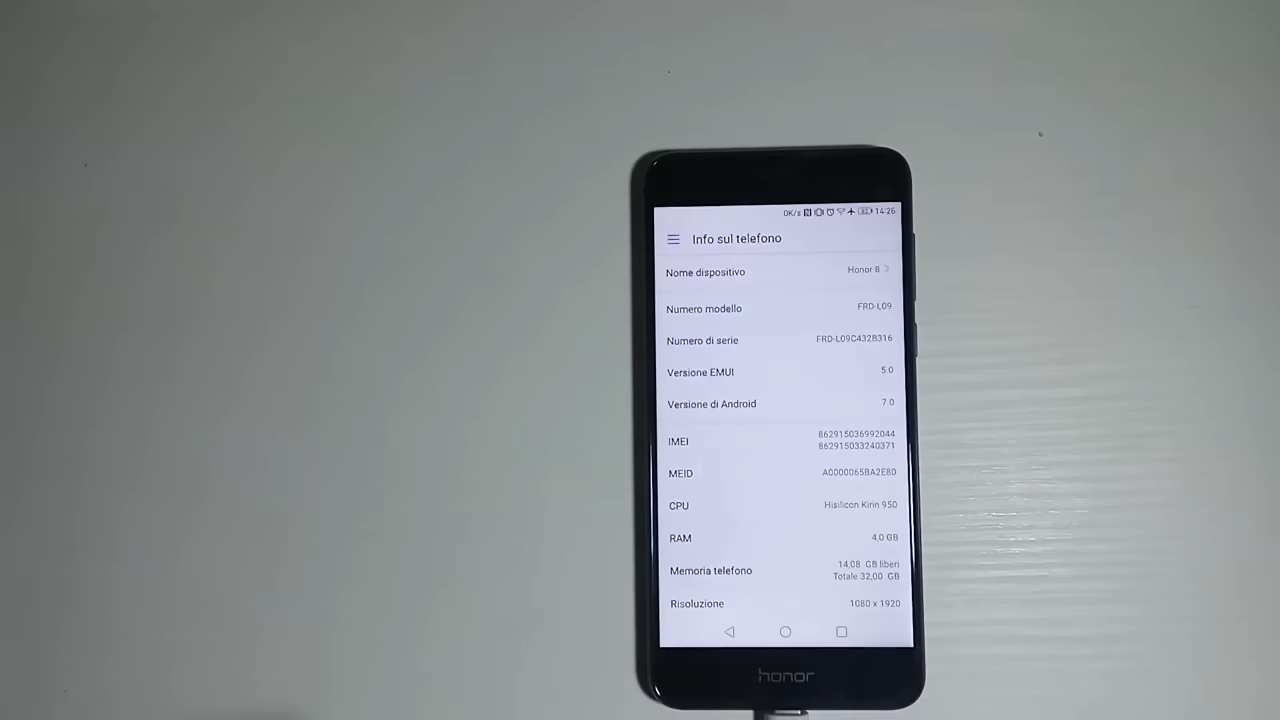 0K/s 14:26
Info sul telefono
Nome dispositivo Honor 8
Numero modello FRD-L09
Numero di serie FRD-L09C432B316
Versione EMUI 5.0
Versione di Android 7.0
IMEI 862915036992044
862915033240371
MEID A0000065BA2E80
CPU Hisilicon Kirin 950
RAM 4,0 GB
Memoria telefono 14,08 GB liberi
Totale 32,00 GB
Risoluzione 1080 x 1920
honor